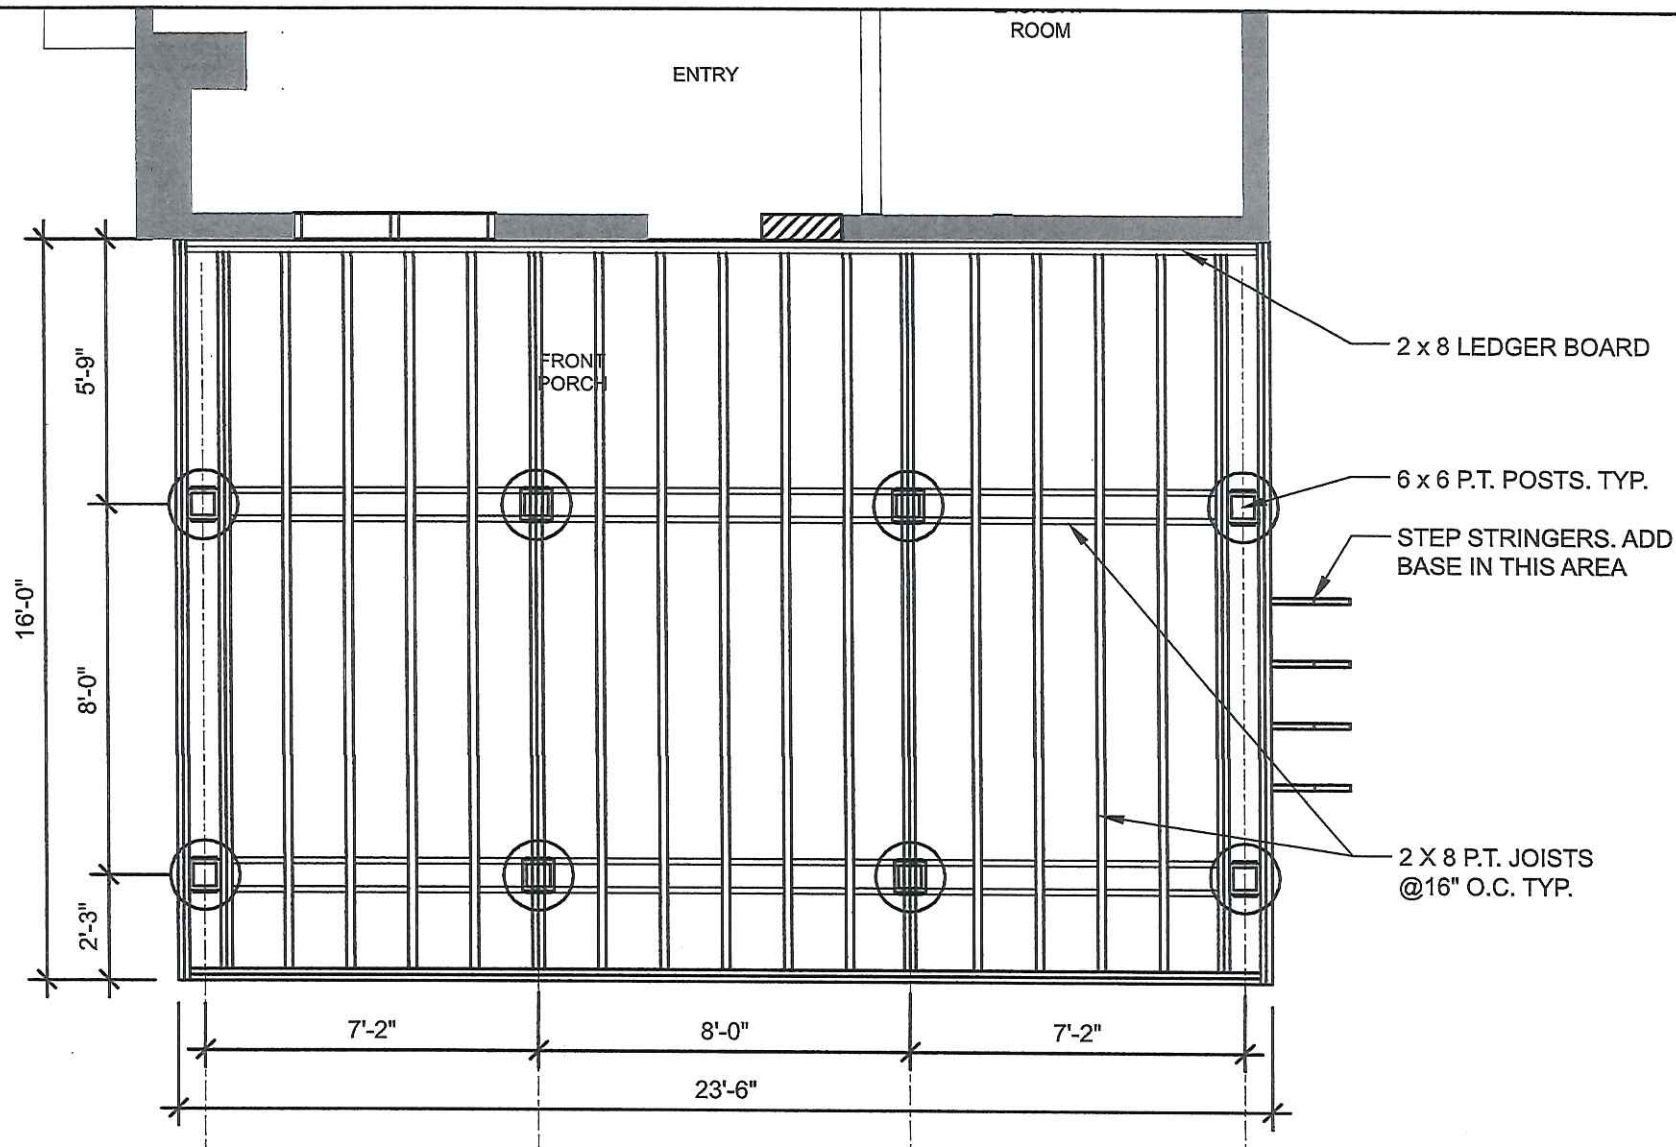 ROOM
ENTRY
FRONT
PORCH
2 x 8 LEDGER BOARD
6 x 6 P.T. POSTS. TYP.
STEP STRINGERS. ADD
BASE IN THIS AREA
2 X 8 P.T. JOISTS
@16" O.C. TYP.
16'-0"
5'-9"
8'-0"
2'-3"
7'-2"
8'-0"
7'-2"
23'-6"